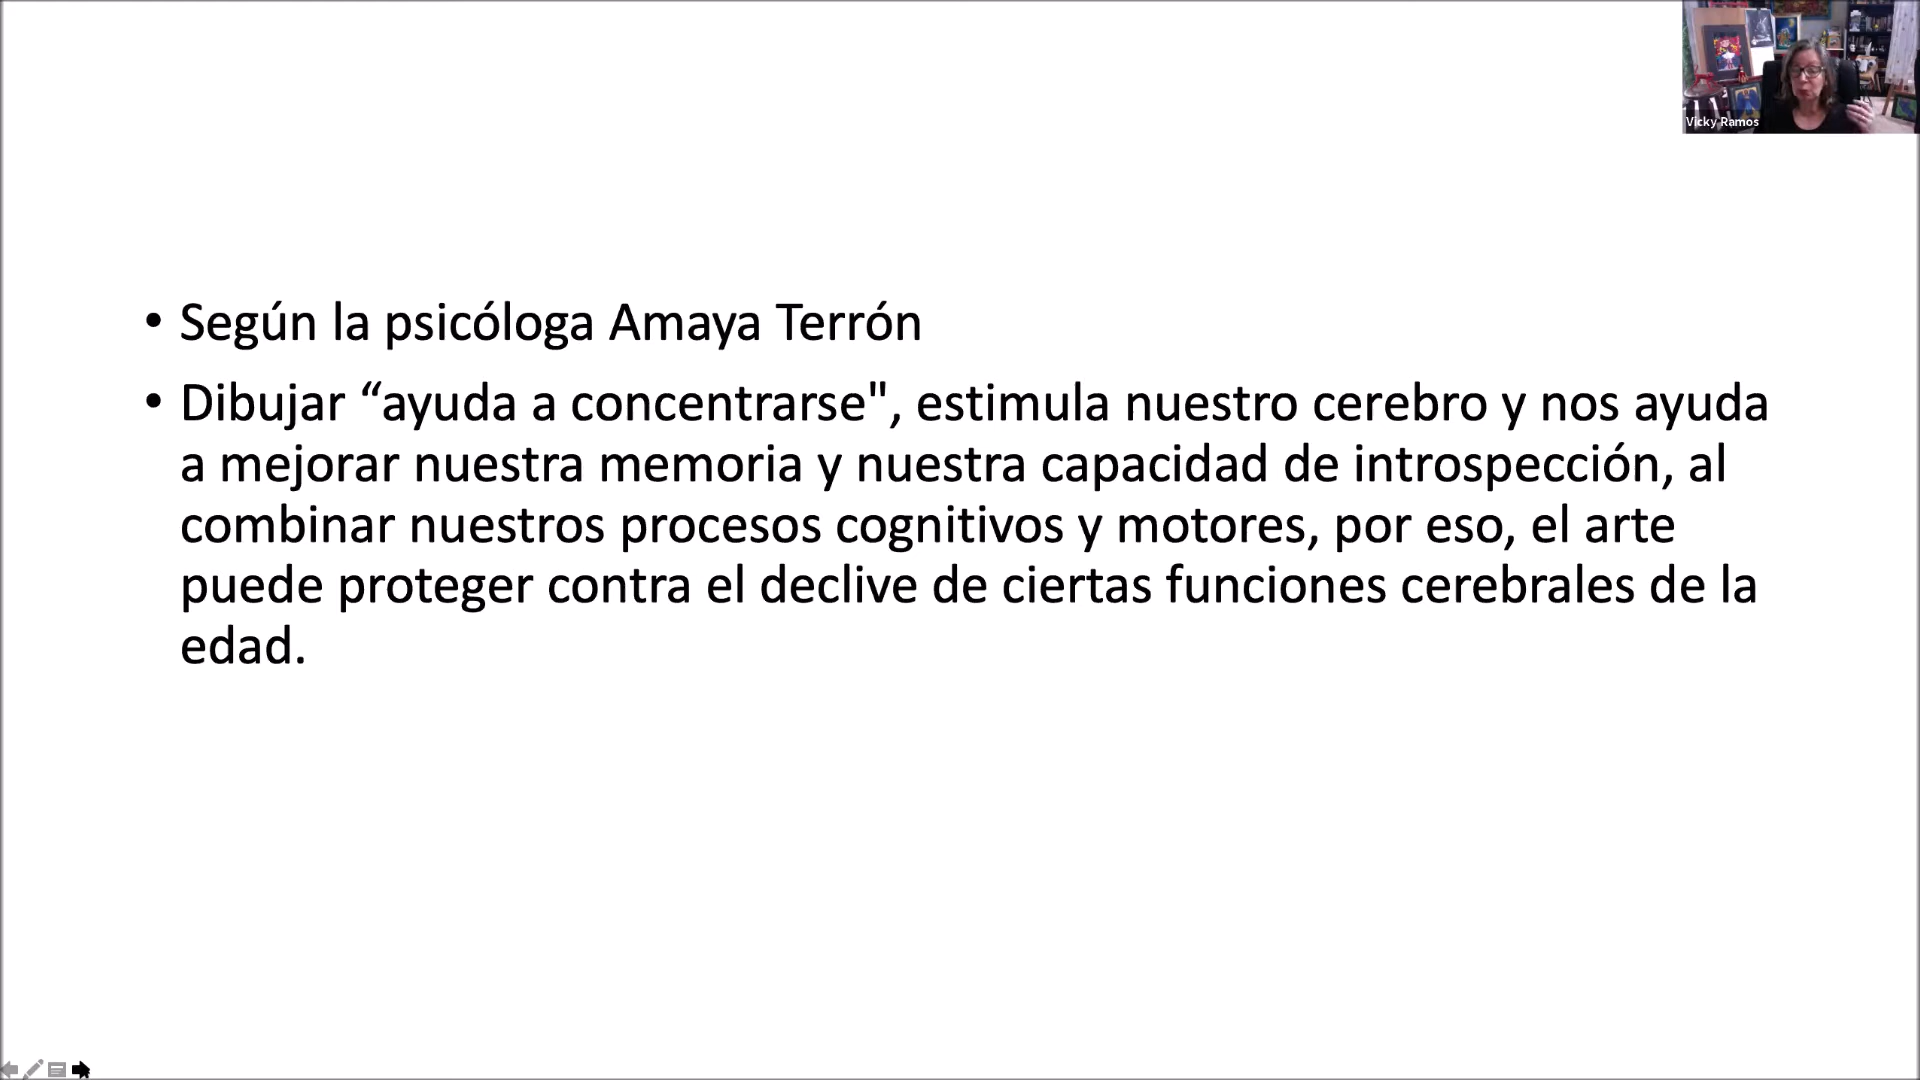 Vicky Ramos
• Según la psicóloga Amaya Terrón
• Dibujar “ayuda a concentrarse", estimula nuestro cerebro y nos ayuda
a mejorar nuestra memoria y nuestra capacidad de introspección, al
combinar nuestros procesos cognitivos y motores, por eso, el arte
puede proteger contra el declive de ciertas funciones cerebrales de la
edad.